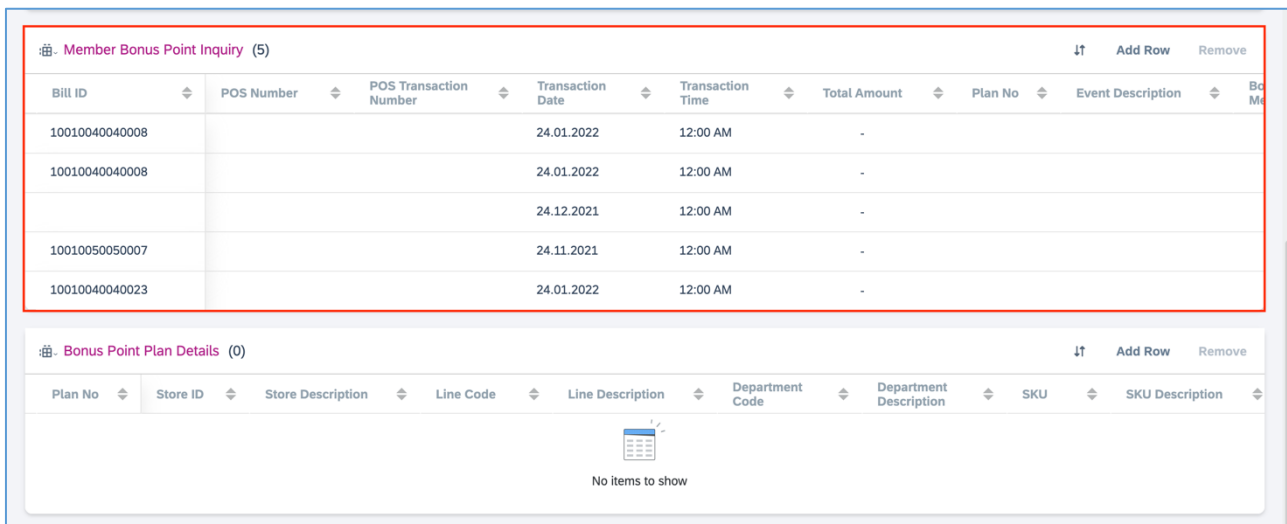 Member Bonus Point Inquiry (5) Add Row Remove
Bill ID POS Number POS Transaction Number Transaction Date Transaction Time Total Amount Plan No Event Description Bo Me
10010040040008 24.01.2022 12:00 AM -
10010040040008 24.01.2022 12:00 AM -
24.12.2021 12:00 AM -
10010050050007 24.11.2021 12:00 AM -
10010040040023 24.01.2022 12:00 AM -
Bonus Point Plan Details (0) Add Row Remove
Plan No Store ID Store Description Line Code Line Description Department Code Department Description SKU SKU Description
No items to show